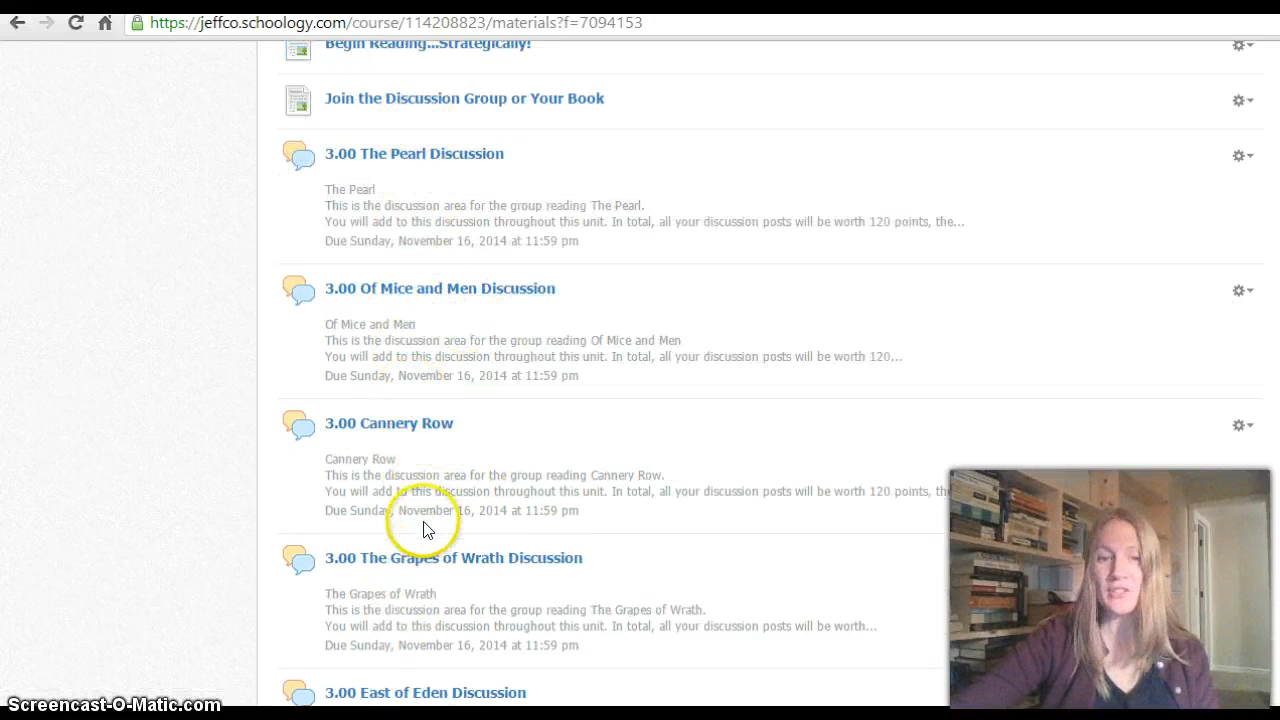 https://jeffco.schoology.com/course/114208823/materials?f=7094153
Begin Reading...Strategically!
Join the Discussion Group or Your Book
3.00 The Pearl Discussion
The Pearl
This is the discussion area for the group reading The Pearl.
You will add to this discussion throughout this unit. In total, all your discussion posts will be worth 120 points, the...
Due Sunday, November 16, 2014 at 11:59 pm
3.00 Of Mice and Men Discussion
Of Mice and Men
This is the discussion area for the group reading Of Mice and Men
You will add to this discussion throughout this unit. In total, all your discussion posts will be worth 120...
Due Sunday, November 16, 2014 at 11:59 pm
3.00 Cannery Row
Cannery Row
This is the discussion area for the group reading Cannery Row.
You will add to this discussion throughout this unit. In total, all your discussion posts will be worth 120 points, the
Due Sunday, November 16, 2014 at 11:59 pm
3.00 The Grapes of Wrath Discussion
The Grapes of Wrath
This is the discussion area for the group reading The Grapes of Wrath.
You will add to this discussion throughout this unit. In total, all your discussion posts will be worth...
Due Sunday, November 16, 2014 at 11:59 pm
3.00 East of Eden Discussion
Screencast-O-Matic.com